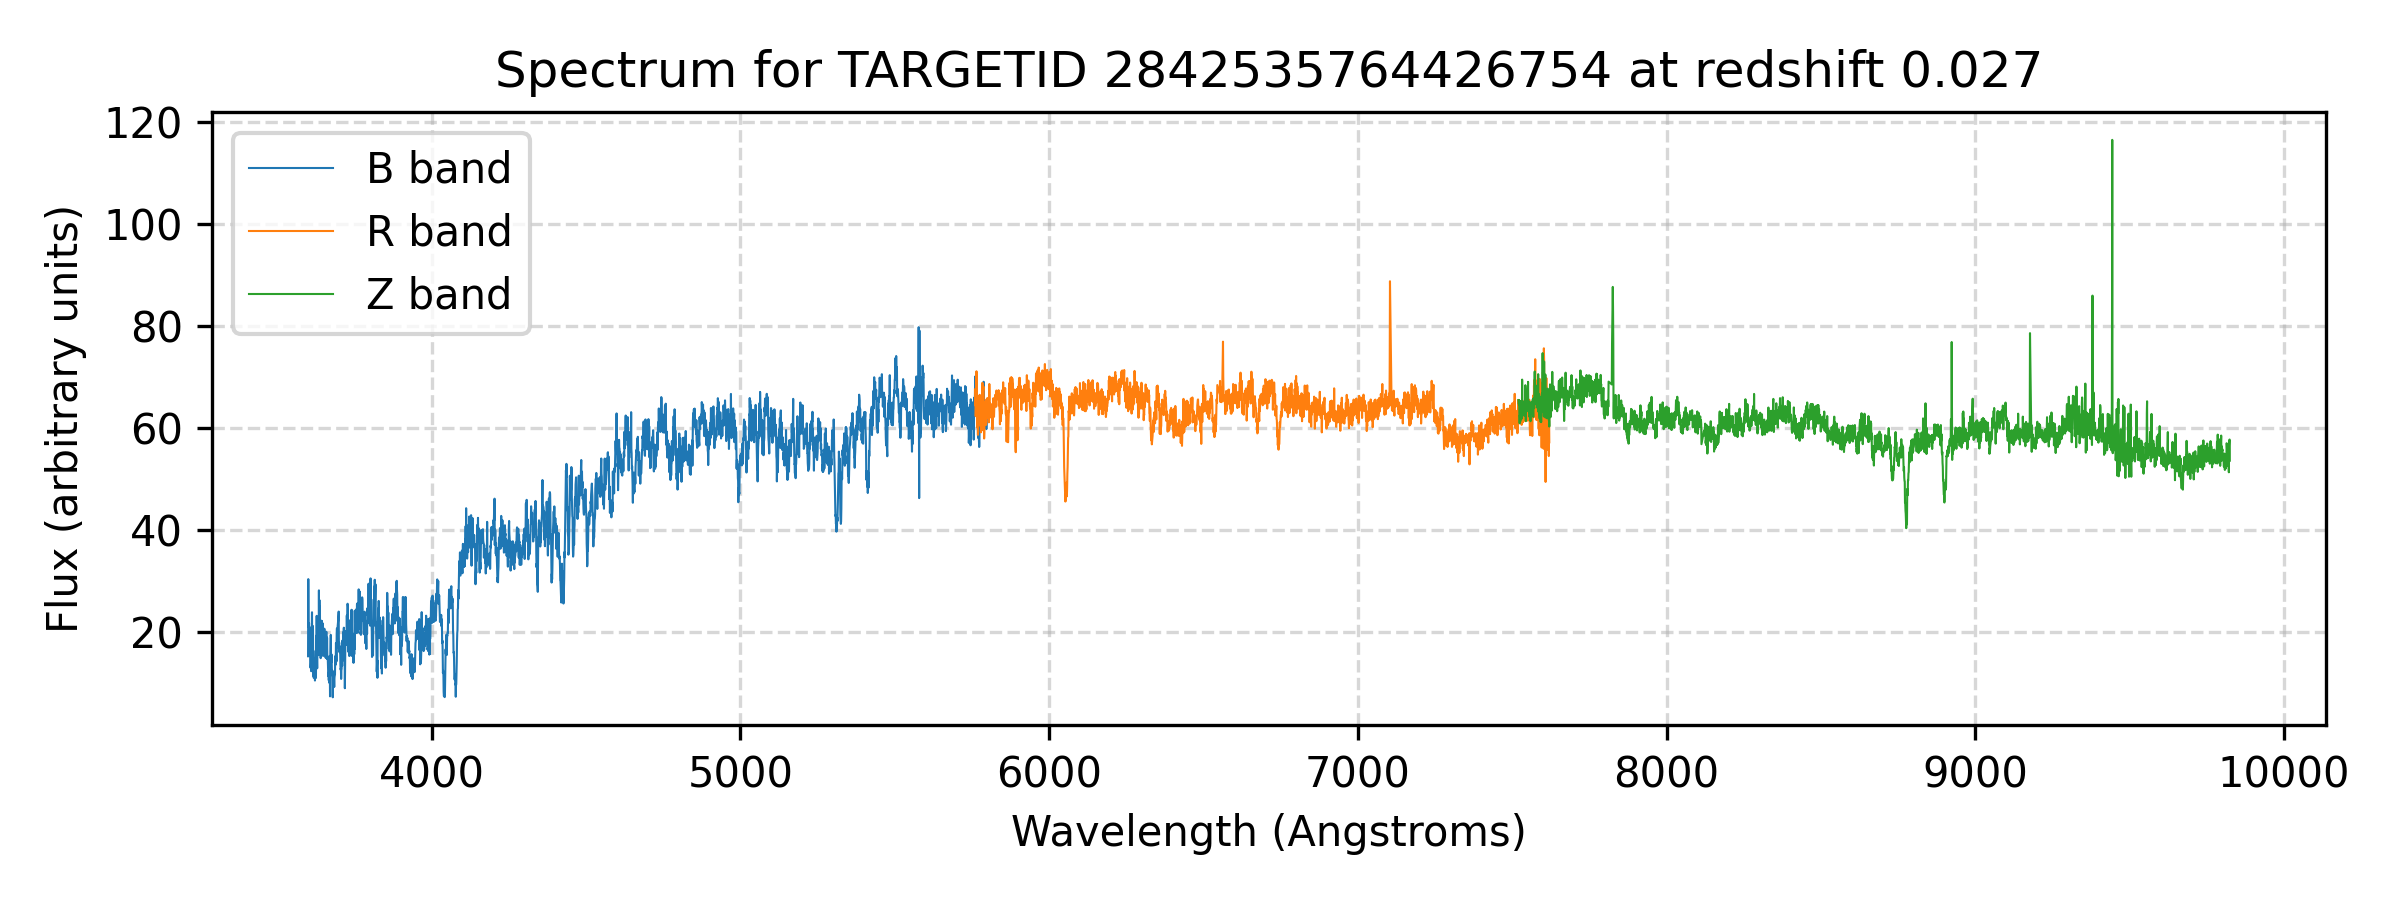 Spectrum for TARGETID 2842535764426754 at redshift 0.027
120
100
80
60
40
20
Flux (arbitrary units)
B band
R band
Z band
4000
5000
6000
7000
8000
9000
10000
Wavelength (Angstroms)